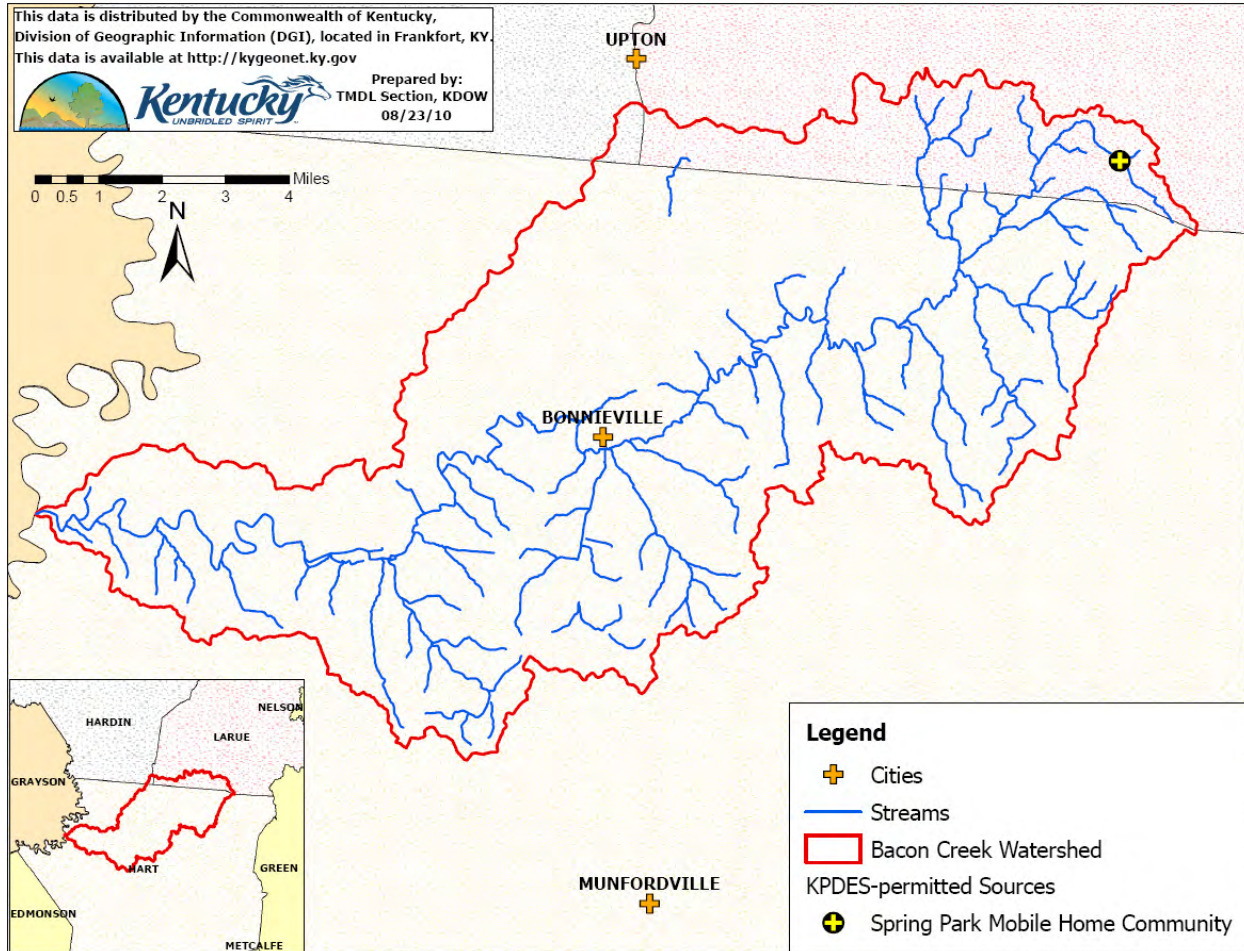 This data is distributed by the Commonwealth of Kentucky,
Division of Geographic Information (DGI), located in Frankfort, KY.
This data is available at http://kygeonet.ky.gov
Kentucky
UNBRIDLED SPIRIT
Prepared by:
TMDL Section, KDOW
08/23/10
UPTON
Miles
0 0.5 1 2 3 4
N
BONNIEVILLE
MUNFORDVILLE
HARDIN
NELSON
LARUE
GRAYSON
HART
GREEN
EDMONSON
METCALFE
Legend
Cities
Streams
Bacon Creek Watershed
KPDES-permitted Sources
Spring Park Mobile Home Community